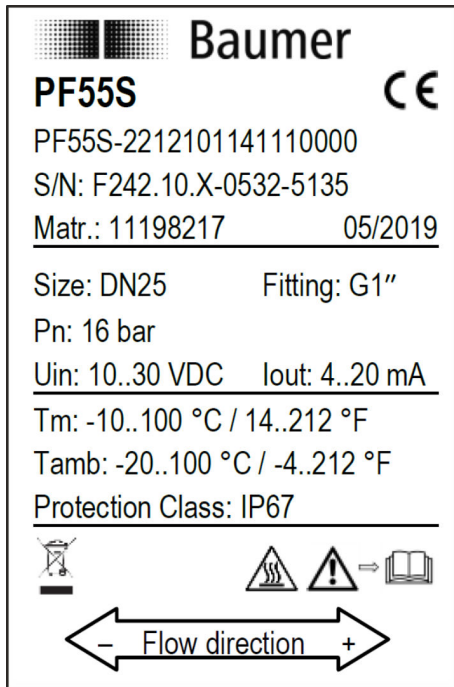 Baumer
PF55S CE
PF55S-2212101141110000
S/N: F242.10.X-0532-5135
Matr.: 11198217 05/2019
Size: DN25 Fitting: G1″
Pn: 16 bar
Uin: 10..30 VDC Iout: 4..20 mA
Tm: -10..100 °C / 14..212 °F
Tamb: -20..100 °C / -4..212 °F
Protection Class: IP67
– Flow direction +